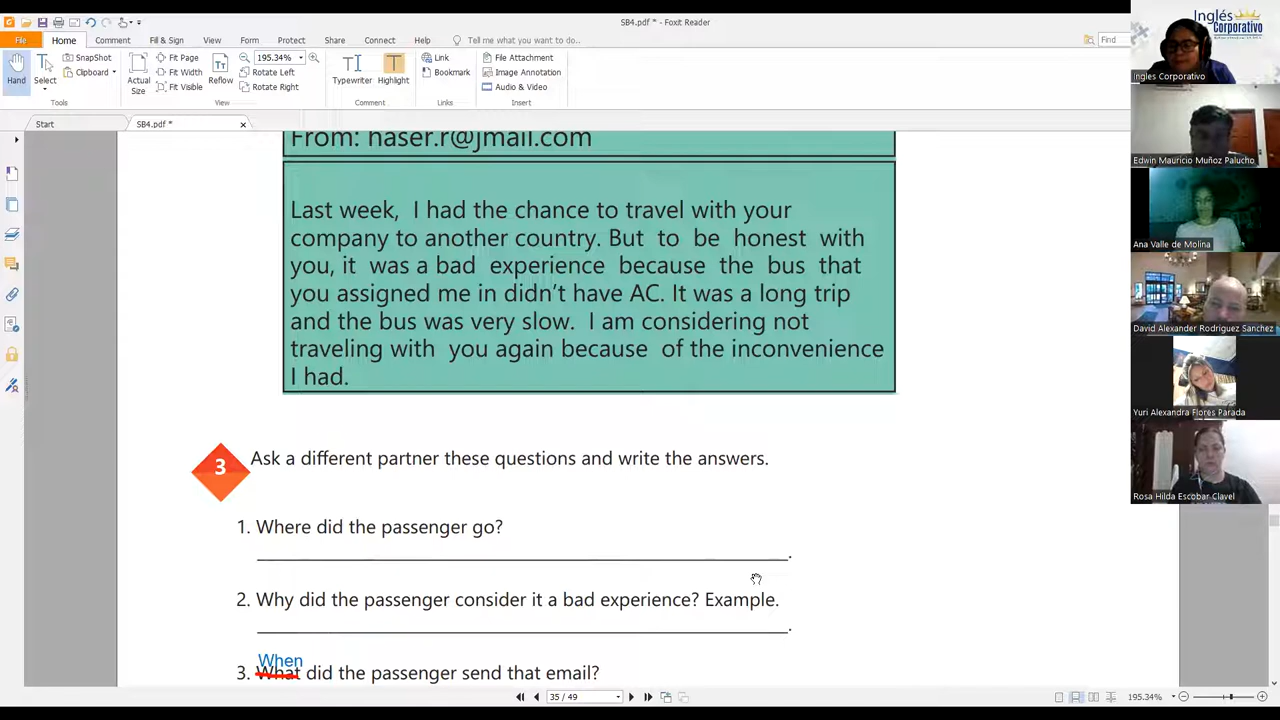 SB4.pdf * - Foxit Reader
File Home Comment Fill & Sign View Form Protect Share Connect Help Tell me what you want to do... Find
Hand Select SnapShot Clipboard Actual Size Fit Page Fit Width Fit Visible Reflow 195.34% Rotate Left Rotate Right Typewriter Highlight Link Bookmark File Attachment Image Annotation Audio & Video
Tools View Comment Links Insert
Start SB4.pdf *
From: haser.r@jmail.com
Last week, I had the chance to travel with your
company to another country. But to be honest with
you, it was a bad experience because the bus that
you assigned me in didn't have AC. It was a long trip
and the bus was very slow. I am considering not
traveling with you again because of the inconvenience
I had.
3 Ask a different partner these questions and write the answers.
1. Where did the passenger go?
2. Why did the passenger consider it a bad experience? Example.
When
3. What did the passenger send that email?
35 / 49 195.34%
Inglés
Corporativo
Ingles Corporativo
Edwin Mauricio Muñoz Palucho
Ana Valle de Molina
David Alexander Rodriguez Sanchez
Yuri Alexandra Flores Parada
Rosa Hilda Escobar Clavel